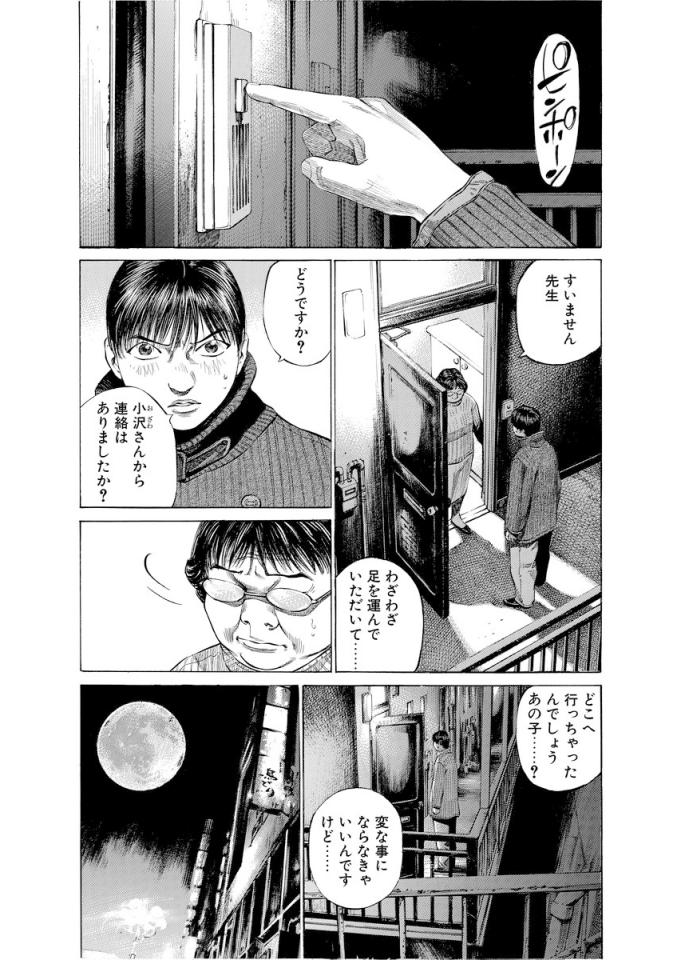 ピンポーン
すいません
先生
わざわざ
足を運んで
いただいて……
どうですか?
小沢さんから
おざわ
連絡は
ありましたか?
どこへ
行っちゃった
んでしょう
あの子……?
変な事に
ならなきゃ
いいんです
けど……